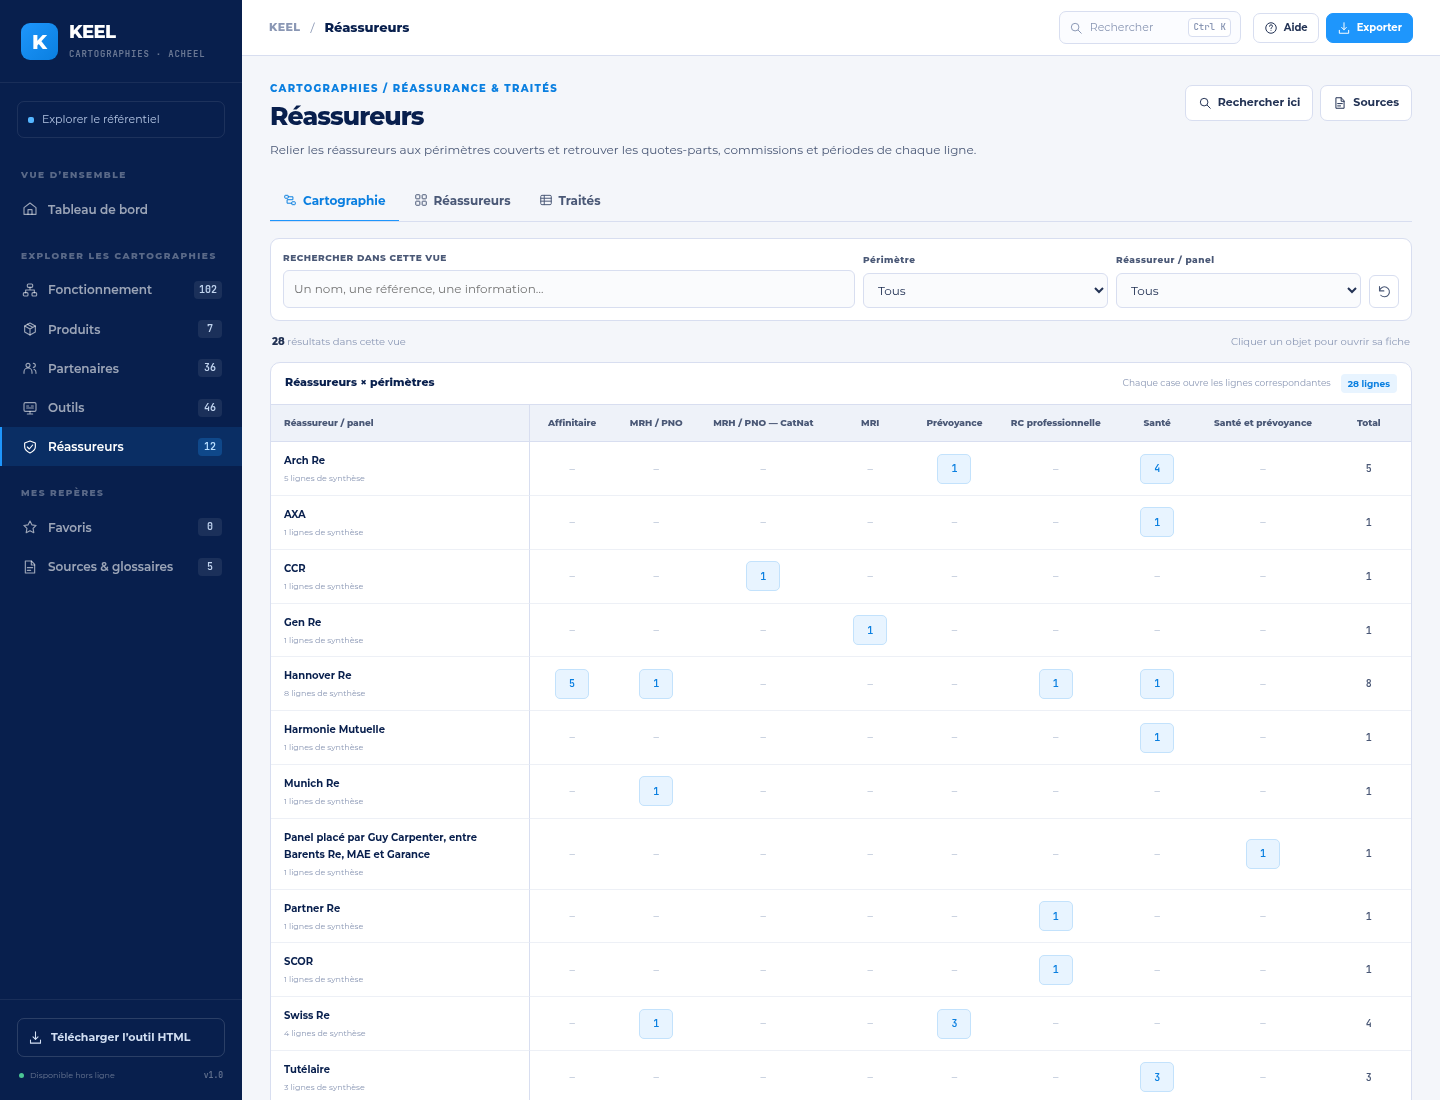 K
KEEL
CARTOGRAPHIES · ACHEEL
Explorer le référentiel
VUE D'ENSEMBLE
Tableau de bord
EXPLORER LES CARTOGRAPHIES
Fonctionnement 102
Produits 7
Partenaires 36
Outils 46
Réassureurs 12
MES REPÈRES
Favoris 0
Sources & glossaires 5
Télécharger l'outil HTML
Disponible hors ligne v1.0
KEEL / Réassureurs
Rechercher Ctrl K
Aide
Exporter
CARTOGRAPHIES / RÉASSURANCE & TRAITÉS
Réassureurs
Relier les réassureurs aux périmètres couverts et retrouver les quotes-parts, commissions et périodes de chaque ligne.
Rechercher ici
Sources
Cartographie Réassureurs Traités
RECHERCHER DANS CETTE VUE
Un nom, une référence, une information…
Périmètre
Tous
Réassureur / panel
Tous
28 résultats dans cette vue
Cliquer un objet pour ouvrir sa fiche
Réassureurs × périmètres
Chaque case ouvre les lignes correspondantes 28 lignes
Réassureur / panel Affinitaire MRH / PNO MRH / PNO — CatNat MRI Prévoyance RC professionnelle Santé Santé et prévoyance Total
Arch Re
5 lignes de synthèse
– – – – 1 – 4 – 5
AXA
1 lignes de synthèse
– – – – – – 1 – 1
CCR
1 lignes de synthèse
– – 1 – – – – – 1
Gen Re
1 lignes de synthèse
– – – 1 – – – – 1
Hannover Re
8 lignes de synthèse
5 1 – – – 1 1 – 8
Harmonie Mutuelle
1 lignes de synthèse
– – – – – – 1 – 1
Munich Re
1 lignes de synthèse
– 1 – – – – – – 1
Panel placé par Guy Carpenter, entre
Barents Re, MAE et Garance
1 lignes de synthèse
– – – – – – – 1 1
Partner Re
1 lignes de synthèse
– – – – – 1 – – 1
SCOR
1 lignes de synthèse
– – – – – 1 – – 1
Swiss Re
4 lignes de synthèse
– 1 – – 3 – – – 4
Tutélaire
3 lignes de synthèse
– – – – – – 3 – 3